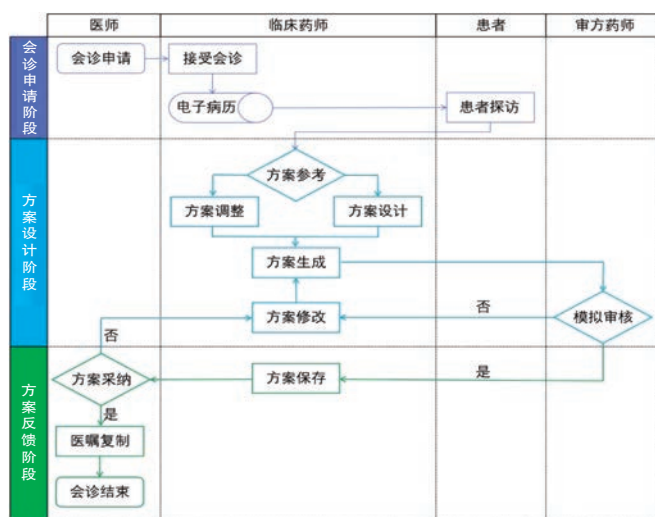 医师
临床药师
患者
审方药师
会诊申请阶段
会诊申请
接受会诊
电子病历
患者探访
方案设计阶段
方案参考
方案调整
方案设计
方案生成
方案修改
否
模拟审核
否
方案反馈阶段
方案采纳
方案保存
是
是
医嘱复制
会诊结束